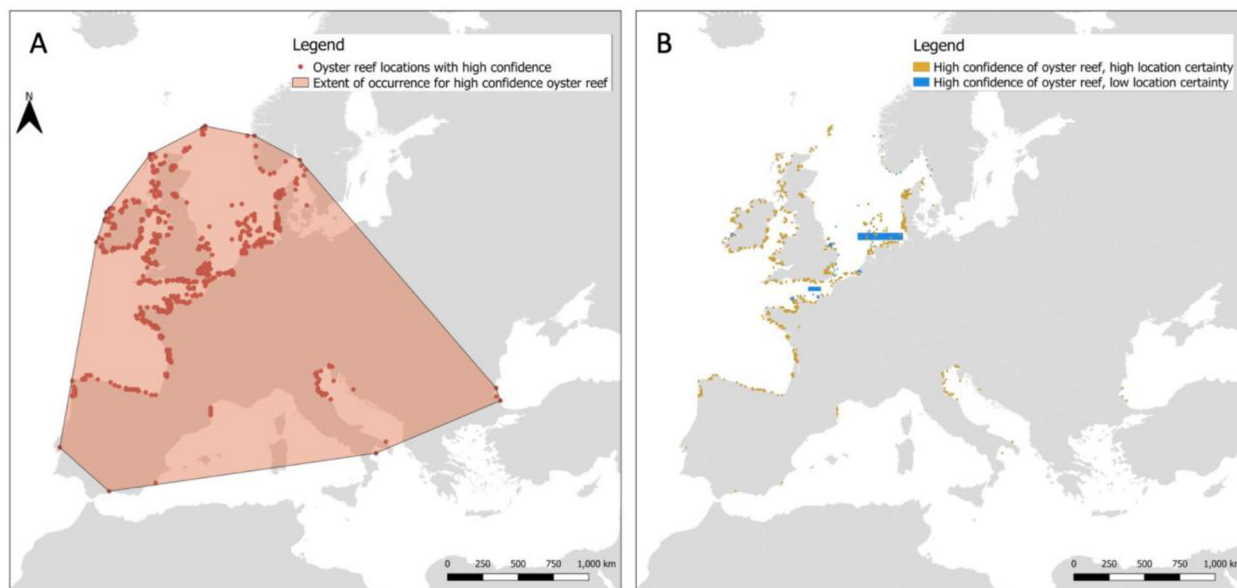 A
Legend
Oyster reef locations with high confidence
Extent of occurrence for high confidence oyster reef
N
0 250 500 750 1,000 km
B
Legend
High confidence of oyster reef, high location certainty
High confidence of oyster reef, low location certainty
0 250 500 750 1,000 km